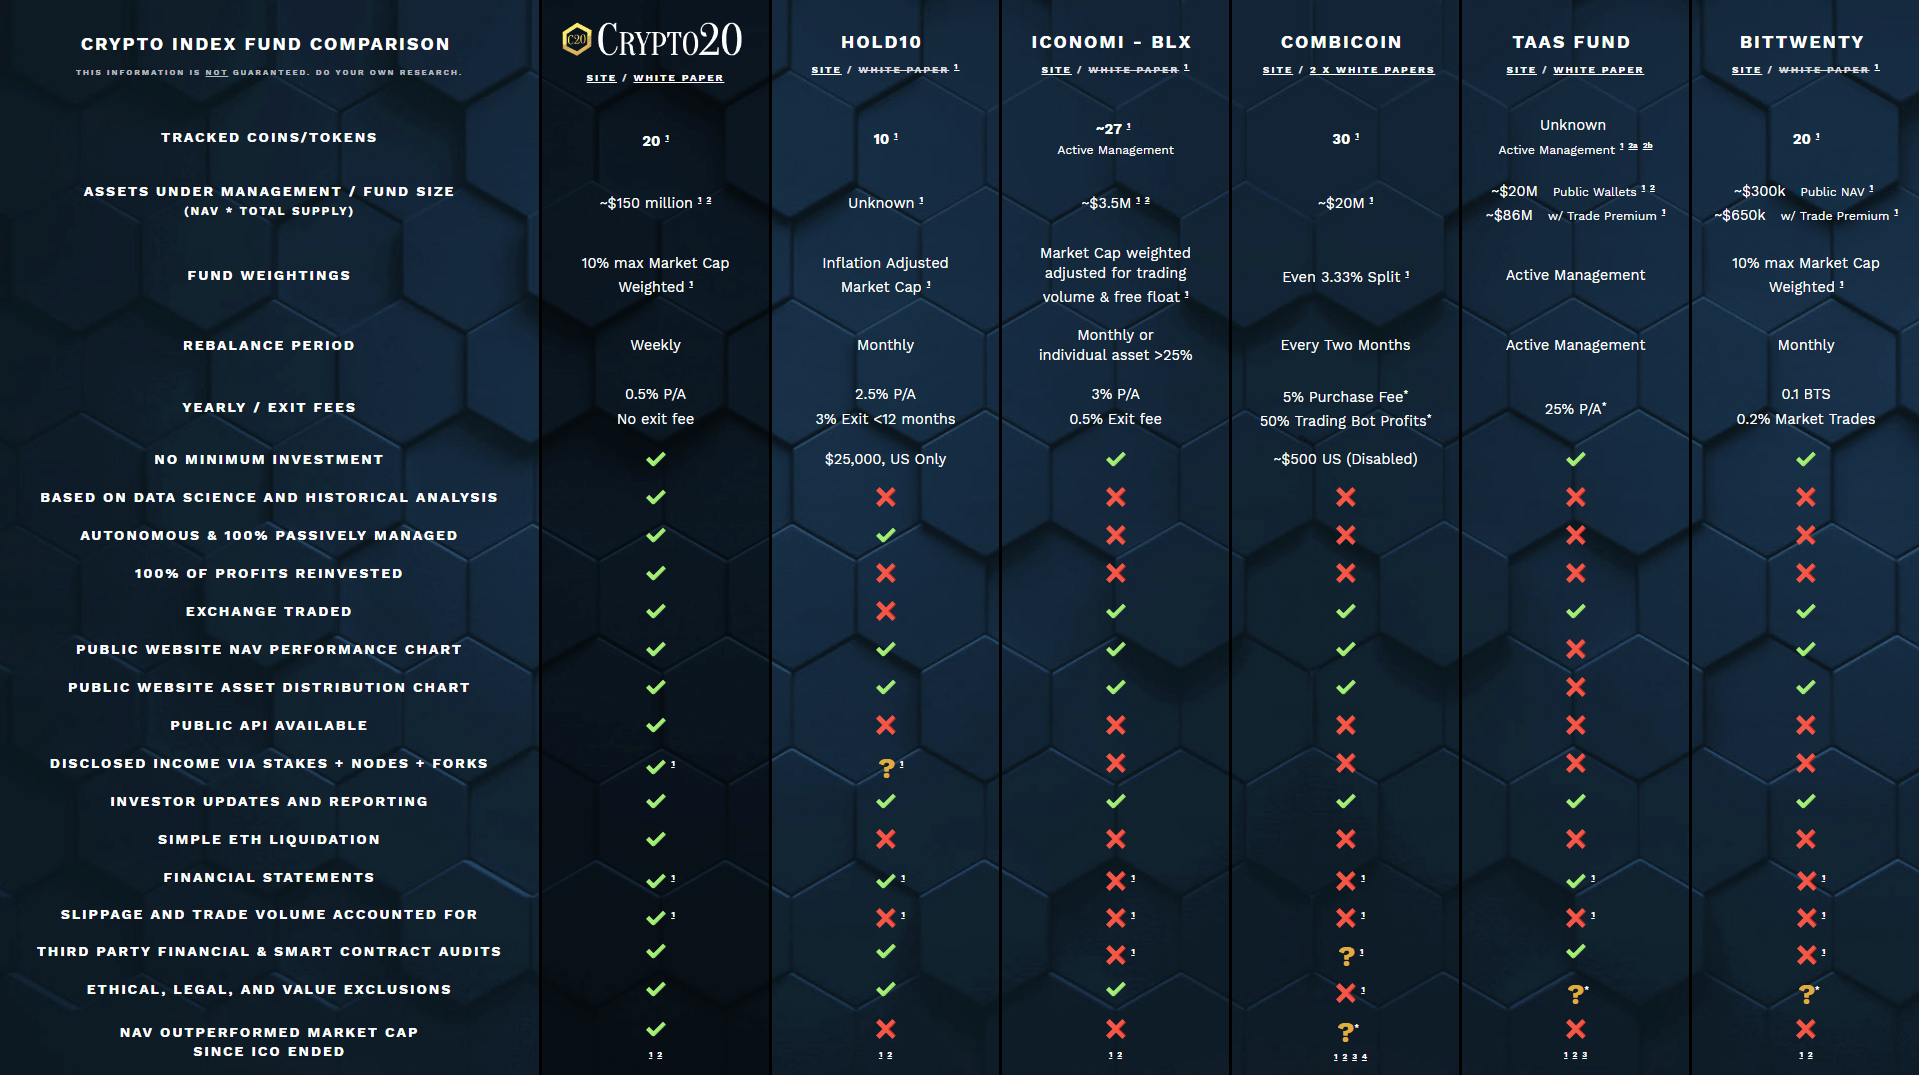 CRYPTO INDEX FUND COMPARISON
THIS INFORMATION IS NOT GUARANTEED. DO YOUR OWN RESEARCH.
C20 CRYPTO20
SITE / WHITE PAPER
HOLD10
SITE / WHITE PAPER 1
ICONOMI - BLX
SITE / WHITE PAPER 1
COMBICOIN
SITE / 2 X WHITE PAPERS
TAAS FUND
SITE / WHITE PAPER
BITTWENTY
SITE / WHITE PAPER 1
TRACKED COINS/TOKENS
20 1
10 1
~27 1
Active Management
30 1
Unknown
Active Management 1 2a 2b
20 1
ASSETS UNDER MANAGEMENT / FUND SIZE
(NAV * TOTAL SUPPLY)
~$150 million 1 2
Unknown 1
~$3.5M 1 2
~$20M 1
~$20M Public Wallets 1 2
~$86M w/ Trade Premium 1
~$300k Public NAV 1
~$650k w/ Trade Premium 1
FUND WEIGHTINGS
10% max Market Cap
Weighted 1
Inflation Adjusted
Market Cap 1
Market Cap weighted
adjusted for trading
volume & free float 1
Even 3.33% Split 1
Active Management
10% max Market Cap
Weighted 1
REBALANCE PERIOD
Weekly
Monthly
Monthly or
individual asset >25%
Every Two Months
Active Management
Monthly
YEARLY / EXIT FEES
0.5% P/A
No exit fee
2.5% P/A
3% Exit <12 months
3% P/A
0.5% Exit fee
5% Purchase Fee*
50% Trading Bot Profits*
25% P/A*
0.1 BTS
0.2% Market Trades
NO MINIMUM INVESTMENT
$25,000, US Only
~$500 US (Disabled)
BASED ON DATA SCIENCE AND HISTORICAL ANALYSIS
AUTONOMOUS & 100% PASSIVELY MANAGED
100% OF PROFITS REINVESTED
EXCHANGE TRADED
PUBLIC WEBSITE NAV PERFORMANCE CHART
PUBLIC WEBSITE ASSET DISTRIBUTION CHART
PUBLIC API AVAILABLE
DISCLOSED INCOME VIA STAKES + NODES + FORKS
1
? 1
INVESTOR UPDATES AND REPORTING
SIMPLE ETH LIQUIDATION
FINANCIAL STATEMENTS
1
1
1
1
1
1
SLIPPAGE AND TRADE VOLUME ACCOUNTED FOR
1
1
1
1
1
1
THIRD PARTY FINANCIAL & SMART CONTRACT AUDITS
1
? 1
1
ETHICAL, LEGAL, AND VALUE EXCLUSIONS
1
?*
?*
NAV OUTPERFORMED MARKET CAP
SINCE ICO ENDED
1 2
1 2
1 2
?*
1 2 3 4
1 2 3
1 2